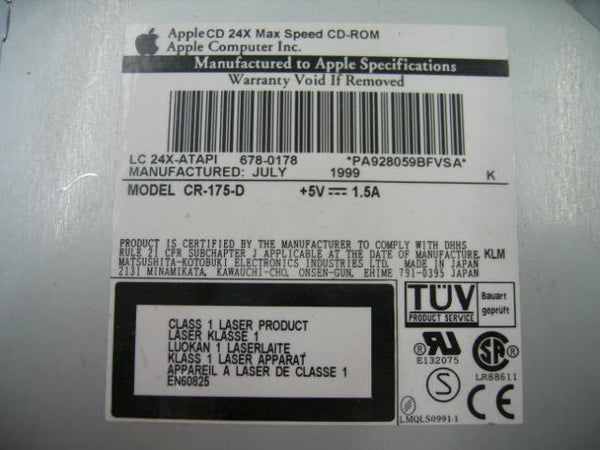 AppleCD 24X Max Speed CD-ROM
Apple Computer Inc.
Manufactured to Apple Specifications
Warranty Void If Removed
LC 24X-ATAPI 678-0178 *PA928059BFVSA*
MANUFACTURED: JULY 1999 K
MODEL CR-175-D +5V 1.5A
PRODUCT IS CERTIFIED BY THE MANUFACTURER TO COMPLY WITH DHHS
RULE 21 CFR SUBCHAPTER J APPLICABLE AT THE DATE OF MANUFACTURE. KLM
MATSUSHITA-KOTOBUKI ELECTRONICS INDUSTRIES LTD. MADE IN JAPAN
2131 MINAMIKATA, KAWAUCHI-CHO, ONSEN-GUN, EHIME 791-0395 JAPAN
CLASS 1 LASER PRODUCT
LASER KLASSE 1
LUOKAN 1 LASERLAITE
KLASS 1 LASER APPARAT
APPAREIL A LASER DE CLASSE 1
EN60825
TÜV
PRODUCT SERVICE
Bauart
geprüft
E132075
SA
LR88611
S
CE
LMQLS0991-1